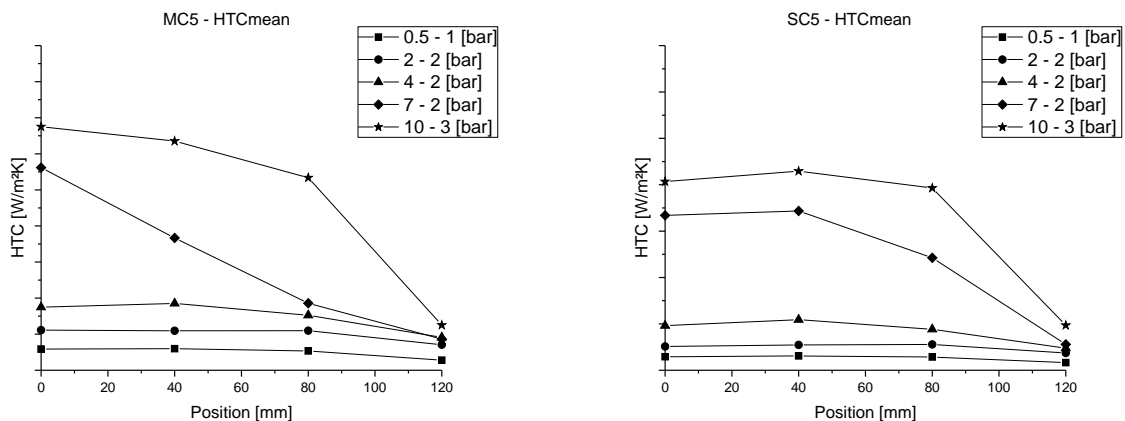 MC5 - HTCmean
0.5 - 1 [bar]
2 - 2 [bar]
4 - 2 [bar]
7 - 2 [bar]
10 - 3 [bar]
HTC [W/m²K]
0 20 40 60 80 100 120
Position [mm]
SC5 - HTCmean
0.5 - 1 [bar]
2 - 2 [bar]
4 - 2 [bar]
7 - 2 [bar]
10 - 3 [bar]
HTC [W/m²K]
0 20 40 60 80 100 120
Position [mm]